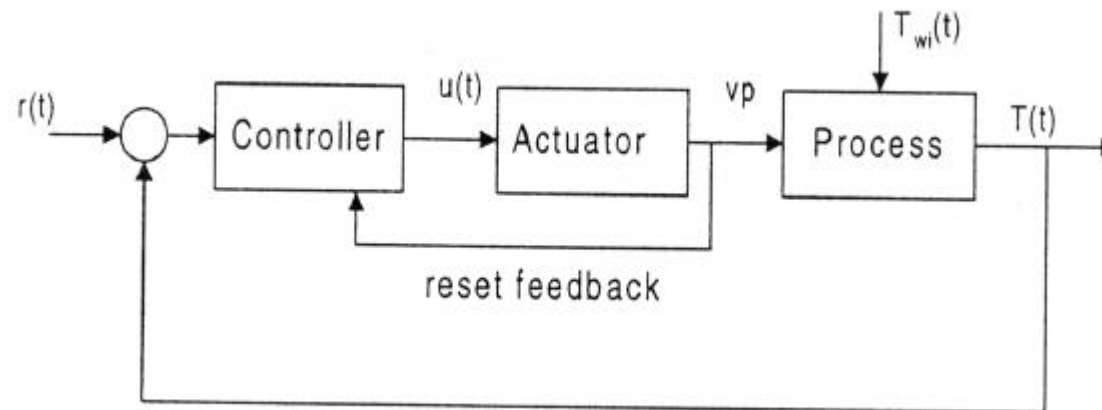 T_wi(t)
r(t)
u(t)
vp
T(t)
Controller
Actuator
Process
reset feedback